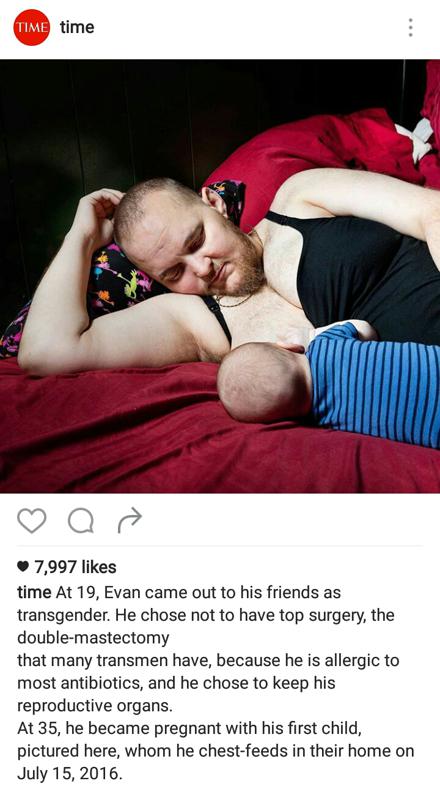 TIME time
7,997 likes
time At 19, Evan came out to his friends as
transgender. He chose not to have top surgery, the
double-mastectomy
that many transmen have, because he is allergic to
most antibiotics, and he chose to keep his
reproductive organs.
At 35, he became pregnant with his first child,
pictured here, whom he chest-feeds in their home on
July 15, 2016.